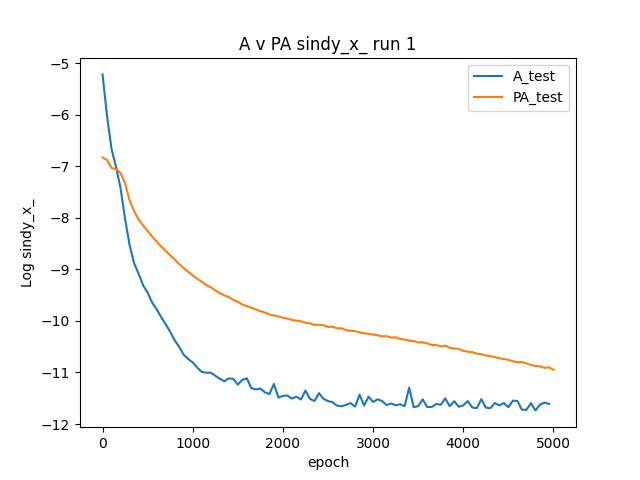 A v PA sindy_x_ run 1
A_test
PA_test
Log sindy_x_
−5
−6
−7
−8
−9
−10
−11
−12
0
1000
2000
3000
4000
5000
epoch